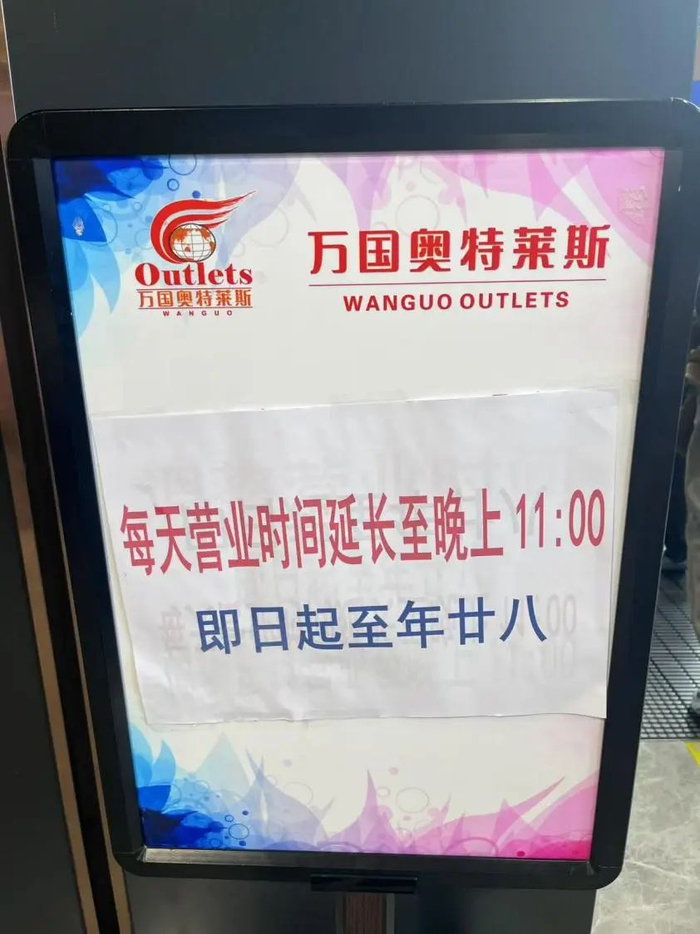 Outlets
万国奥特莱斯
WANGUO
万国奥特莱斯
WANGUO OUTLETS
每天营业时间延长至晚上 11:00
即日起至年廿八